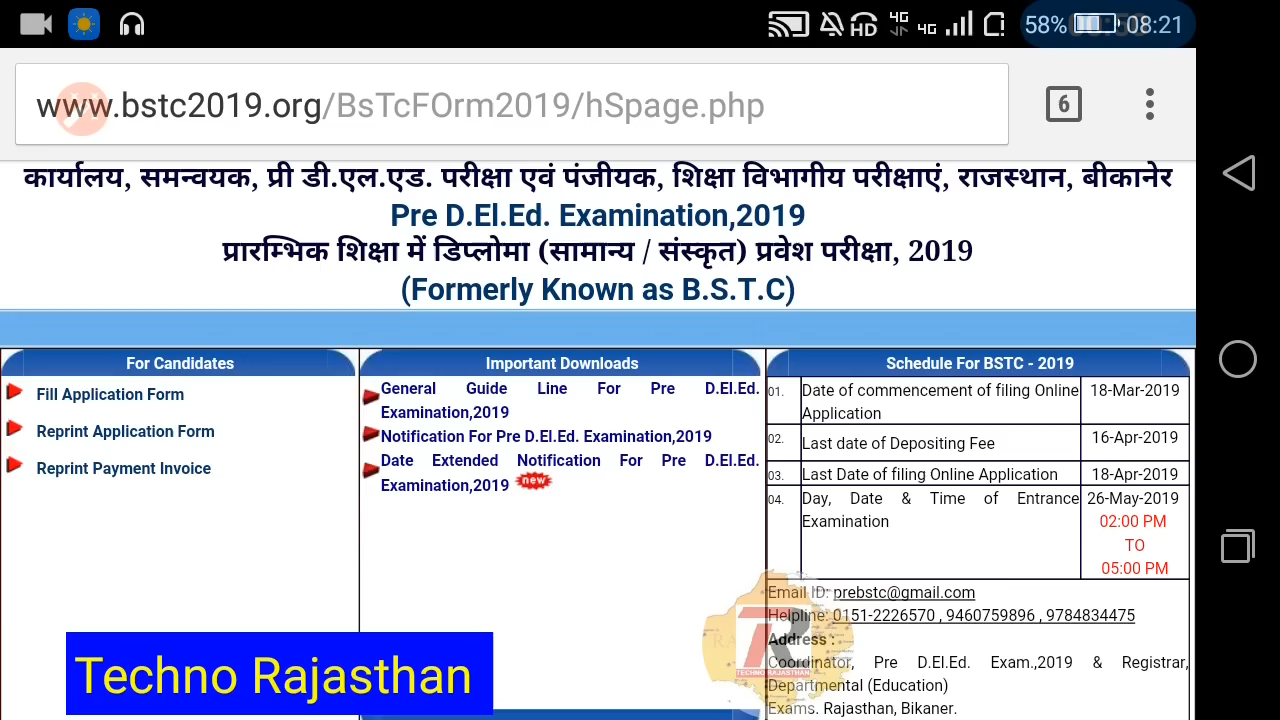 HD 4G 4G 58% 08:21
www.bstc2019.org/BsTcFOrm2019/hSpage.php
6
कार्यालय, समन्वयक, प्री डी.एल.एड. परीक्षा एवं पंजीयक, शिक्षा विभागीय परीक्षाएं, राजस्थान, बीकानेर
Pre D.El.Ed. Examination,2019
प्रारम्भिक शिक्षा में डिप्लोमा (सामान्य / संस्कृत) प्रवेश परीक्षा, 2019
(Formerly Known as B.S.T.C)
For Candidates
Fill Application Form
Reprint Application Form
Reprint Payment Invoice
Important Downloads
General Guide Line For Pre D.El.Ed.
Examination,2019
Notification For Pre D.El.Ed. Examination,2019
Date Extended Notification For Pre D.El.Ed.
Examination,2019 new
Schedule For BSTC - 2019
01. Date of commencement of filing Online 18-Mar-2019
Application
02. Last date of Depositing Fee 16-Apr-2019
03. Last Date of filing Online Application 18-Apr-2019
04. Day, Date & Time of Entrance 26-May-2019
Examination 02:00 PM
TO
05:00 PM
Email ID: prebstc@gmail.com
Helpline: 0151-2226570 , 9460759896 , 9784834475
Address :
Coordinator, Pre D.El.Ed. Exam.,2019 & Registrar,
Departmental (Education)
Exams. Rajasthan, Bikaner.
TR
TECHNO RAJASTHAN
Techno Rajasthan